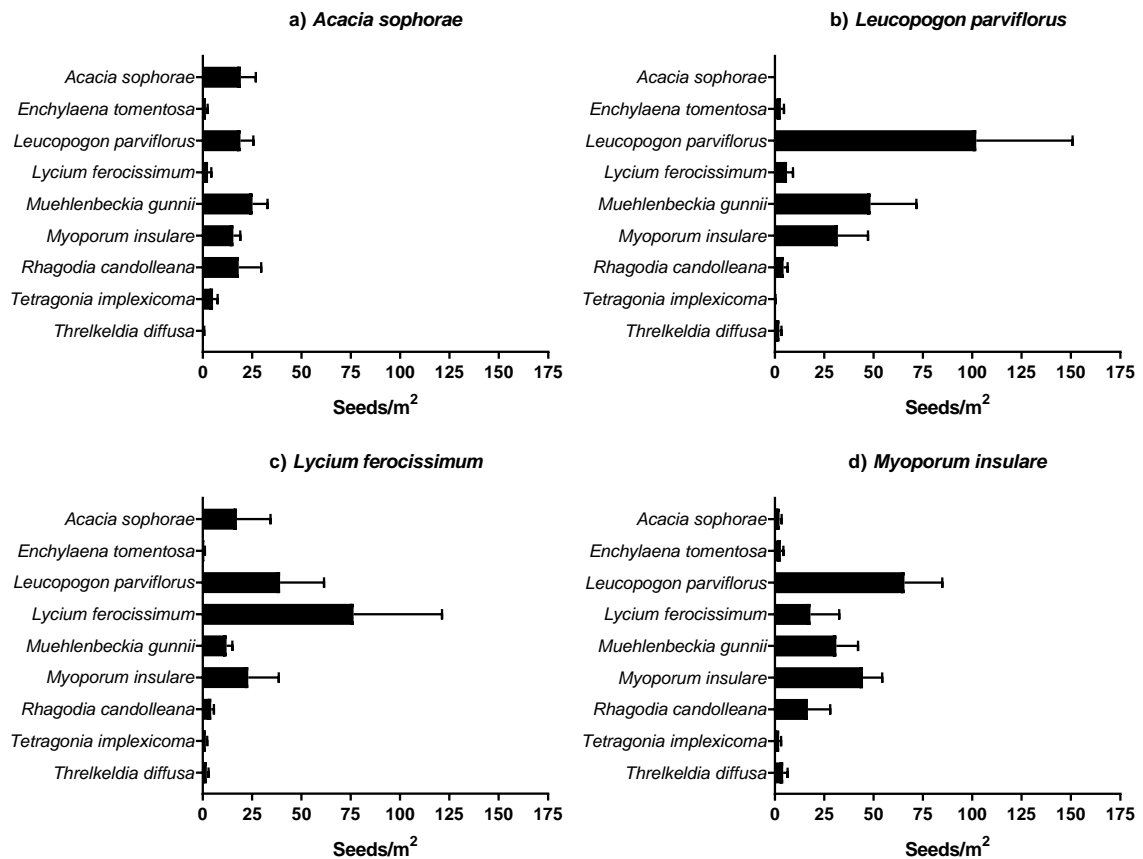 a) Acacia sophorae
Acacia sophorae
Enchylaena tomentosa
Leucopogon parviflorus
Lycium ferocissimum
Muehlenbeckia gunnii
Myoporum insulare
Rhagodia candolleana
Tetragonia implexicoma
Threlkeldia diffusa
0 25 50 75 100 125 150 175
Seeds/m²
b) Leucopogon parviflorus
Acacia sophorae
Enchylaena tomentosa
Leucopogon parviflorus
Lycium ferocissimum
Muehlenbeckia gunnii
Myoporum insulare
Rhagodia candolleana
Tetragonia implexicoma
Threlkeldia diffusa
0 25 50 75 100 125 150 175
Seeds/m²
c) Lycium ferocissimum
Acacia sophorae
Enchylaena tomentosa
Leucopogon parviflorus
Lycium ferocissimum
Muehlenbeckia gunnii
Myoporum insulare
Rhagodia candolleana
Tetragonia implexicoma
Threlkeldia diffusa
0 25 50 75 100 125 150 175
Seeds/m²
d) Myoporum insulare
Acacia sophorae
Enchylaena tomentosa
Leucopogon parviflorus
Lycium ferocissimum
Muehlenbeckia gunnii
Myoporum insulare
Rhagodia candolleana
Tetragonia implexicoma
Threlkeldia diffusa
0 25 50 75 100 125 150 175
Seeds/m²